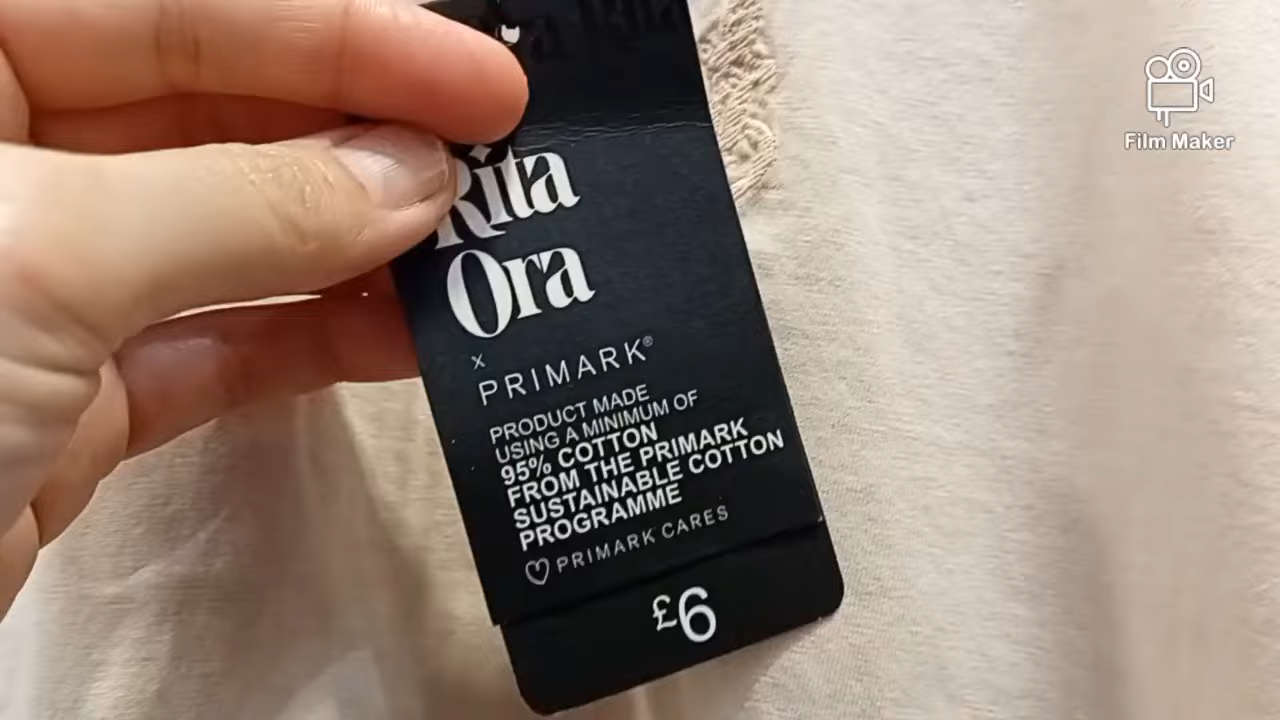 Rita
Ora
x
PRIMARK®
PRODUCT MADE
USING A MINIMUM OF
95% COTTON
FROM THE PRIMARK
SUSTAINABLE COTTON
PROGRAMME
PRIMARK CARES
£6
Film Maker